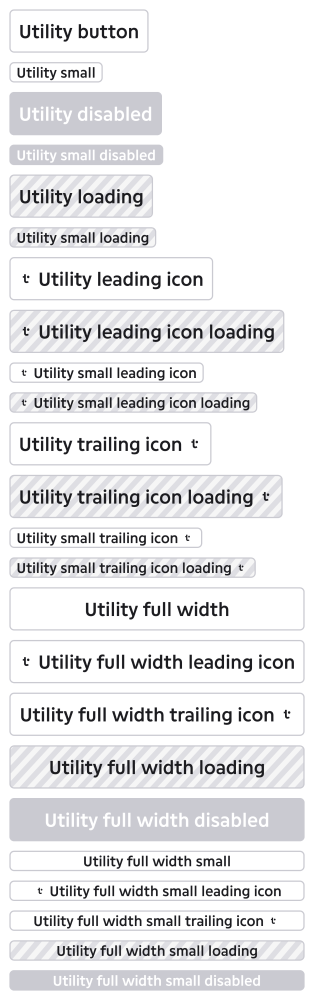 Utility button
Utility small
Utility disabled
Utility small disabled
Utility loading
Utility small loading
t Utility leading icon
t Utility leading icon loading
t Utility small leading icon
t Utility small leading icon loading
Utility trailing icon t
Utility trailing icon loading t
Utility small trailing icon t
Utility small trailing icon loading t
Utility full width
t Utility full width leading icon
Utility full width trailing icon t
Utility full width loading
Utility full width disabled
Utility full width small
t Utility full width small leading icon
Utility full width small trailing icon t
Utility full width small loading
Utility full width small disabled